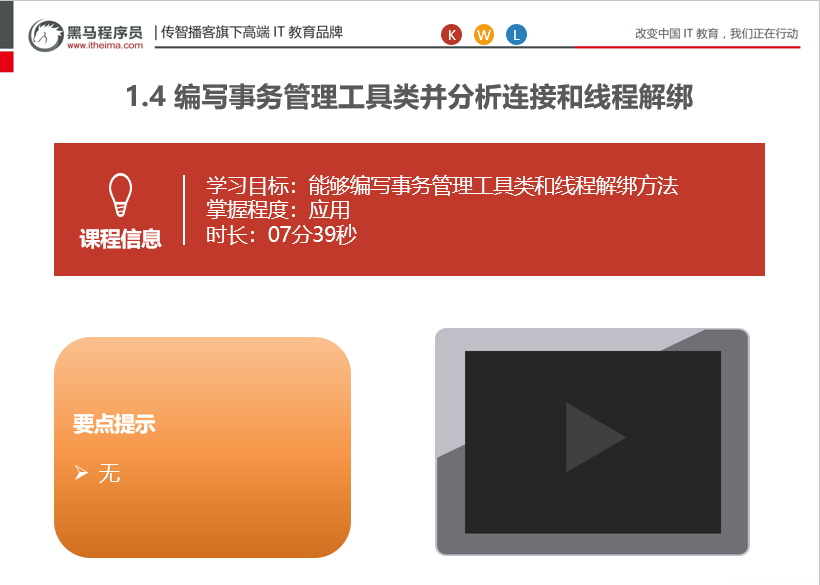 黑马程序员
www.itheima.com
传智播客旗下高端 IT 教育品牌
K W L
改变中国 IT 教育，我们正在行动
1.4 编写事务管理工具类并分析连接和线程解绑
课程信息
学习目标：能够编写事务管理工具类和线程解绑方法
掌握程度：应用
时长：07分39秒
要点提示
➢ 无